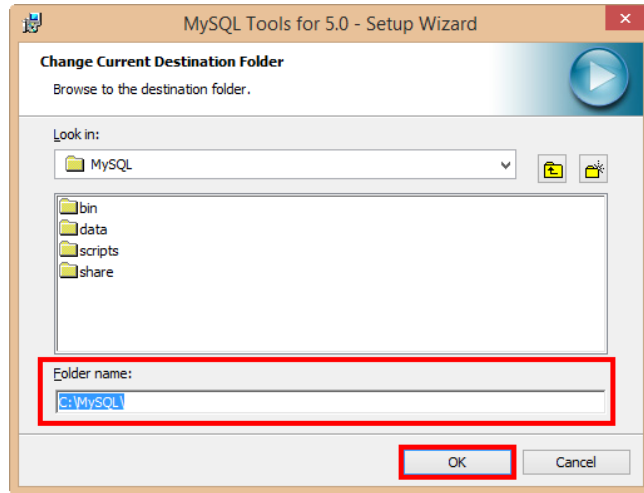 MySQL Tools for 5.0 - Setup Wizard
Change Current Destination Folder
Browse to the destination folder.
Look in:
MySQL
bin
data
scripts
share
Folder name:
C:\MySQL\
OK Cancel